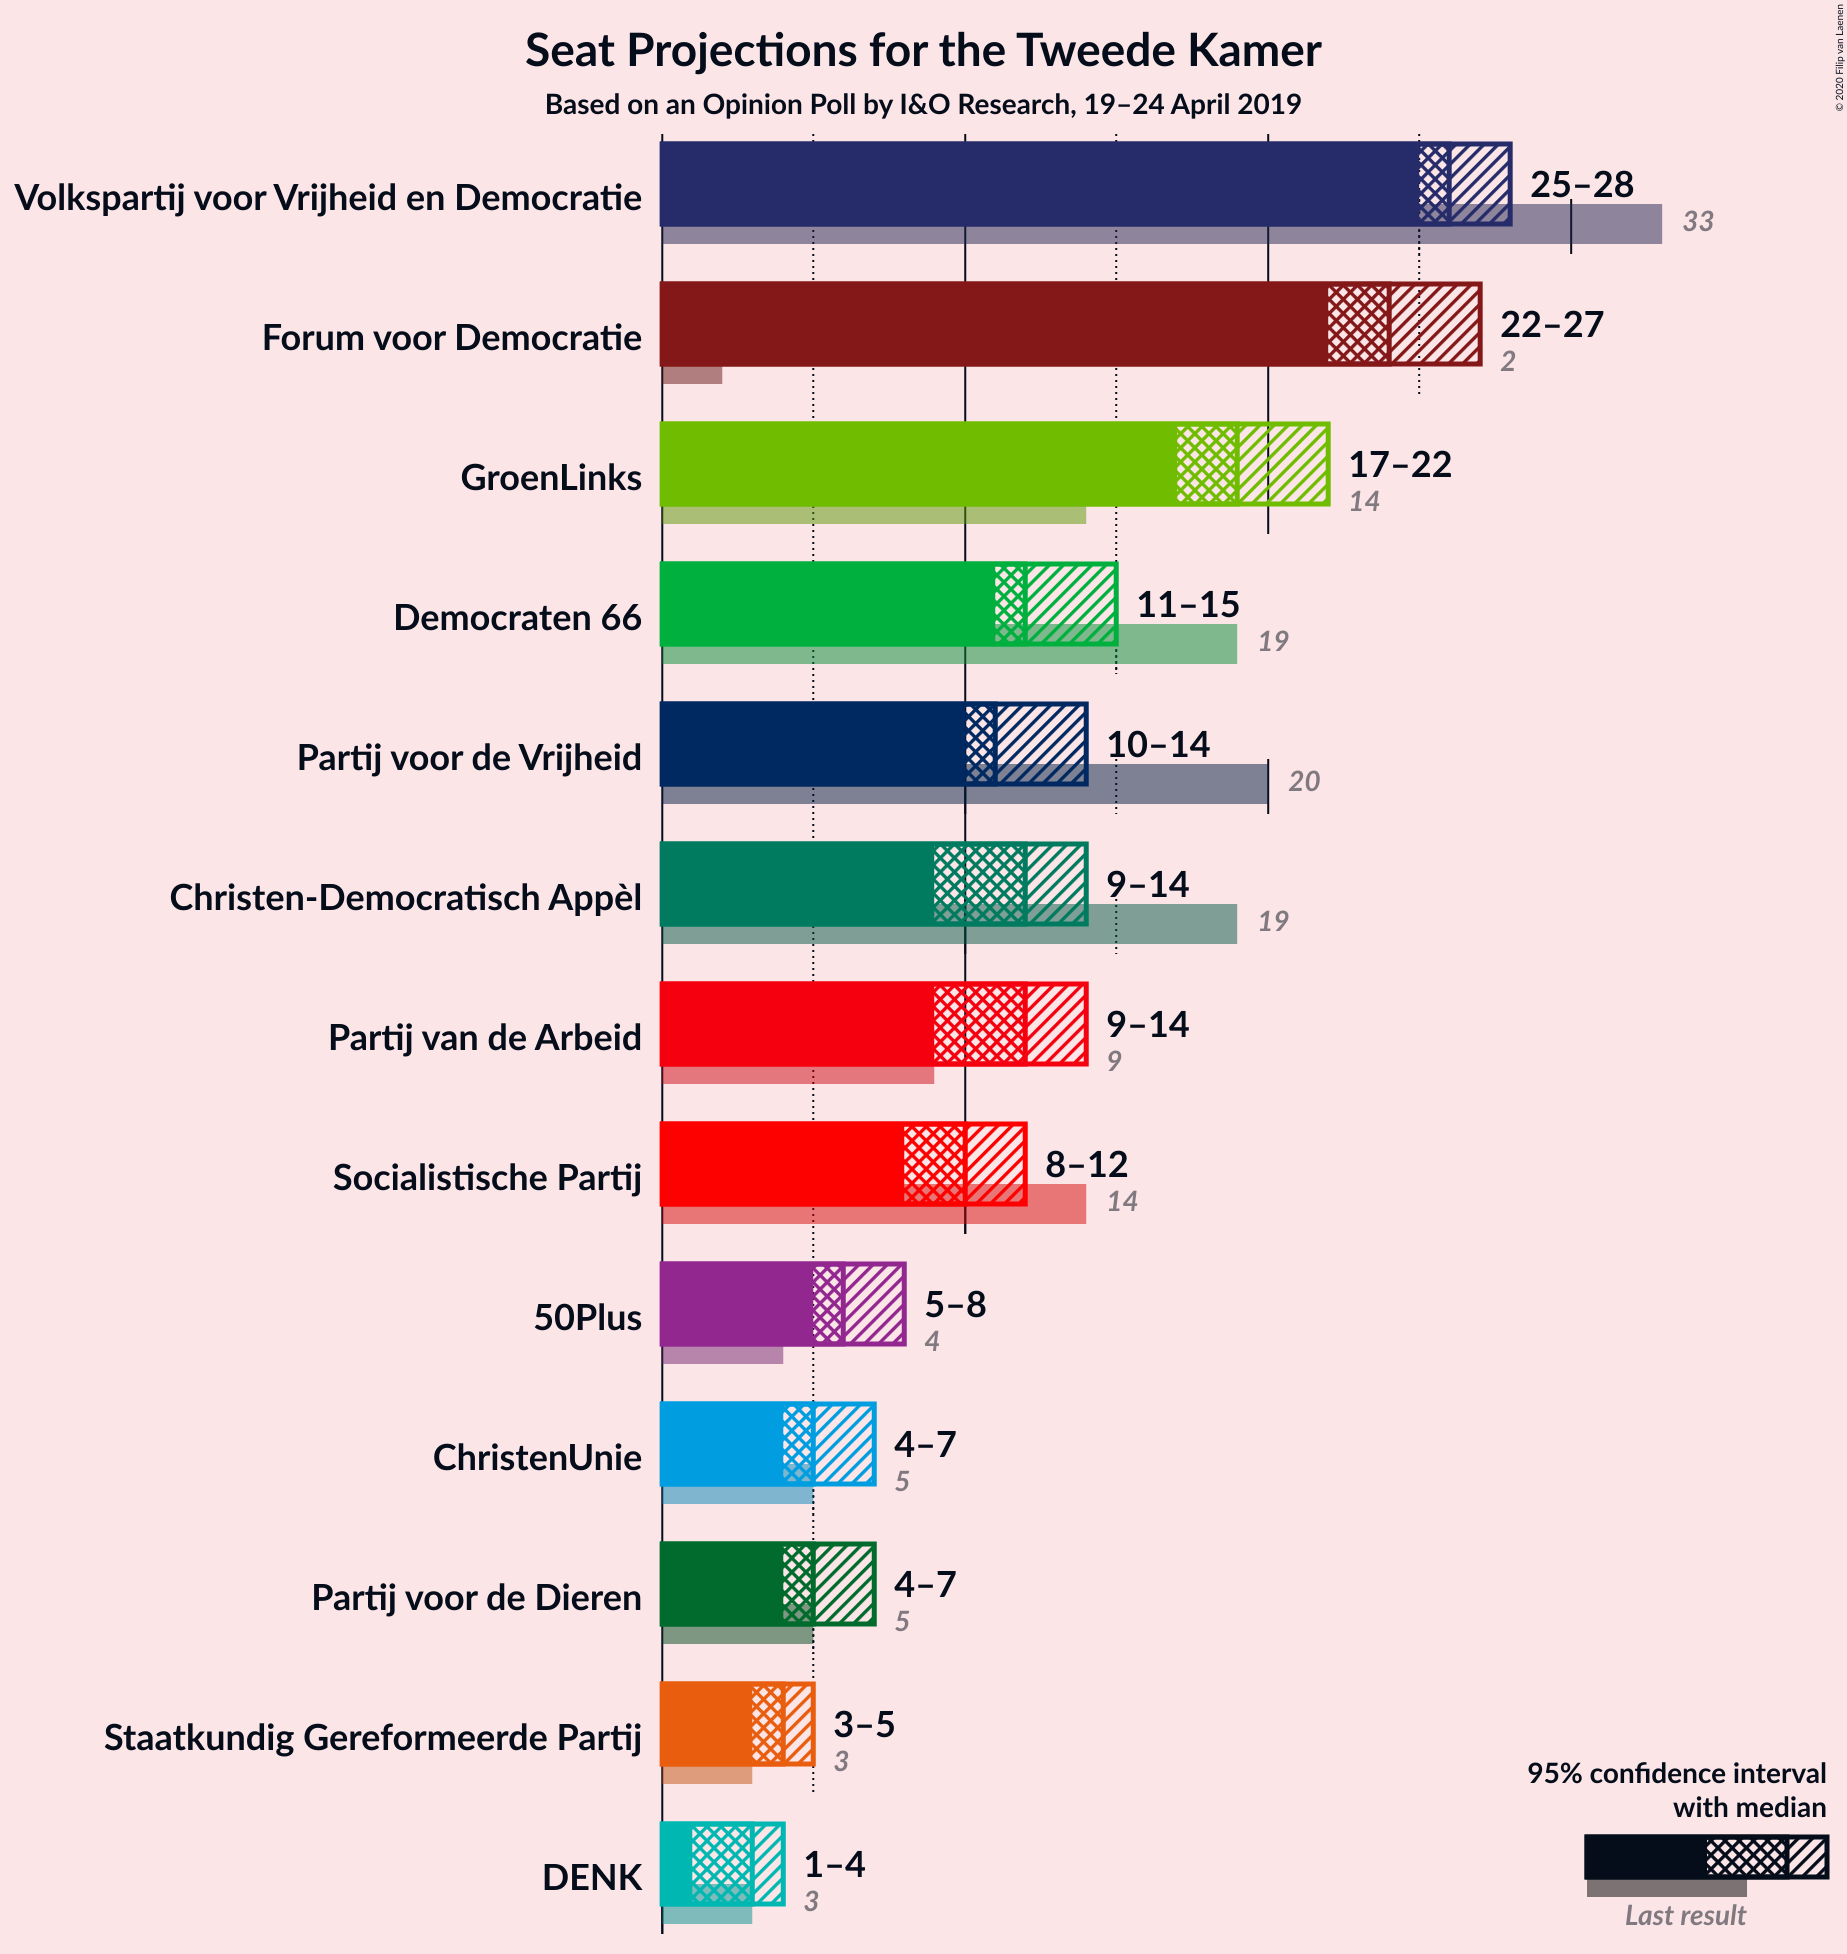 Seat Projections for the Tweede Kamer
Based on an Opinion Poll by I&O Research, 19–24 April 2019
© 2020 Filip van Laenen
Volkspartij voor Vrijheid en Democratie
25–28
33
Forum voor Democratie
22–27
2
GroenLinks
17–22
14
Democraten 66
11–15
19
Partij voor de Vrijheid
10–14
20
Christen-Democratisch Appèl
9–14
19
Partij van de Arbeid
9–14
9
Socialistische Partij
8–12
14
50Plus
5–8
4
ChristenUnie
4–7
5
Partij voor de Dieren
4–7
5
Staatkundig Gereformeerde Partij
3–5
3
DENK
1–4
3
95% confidence interval
with median
Last result